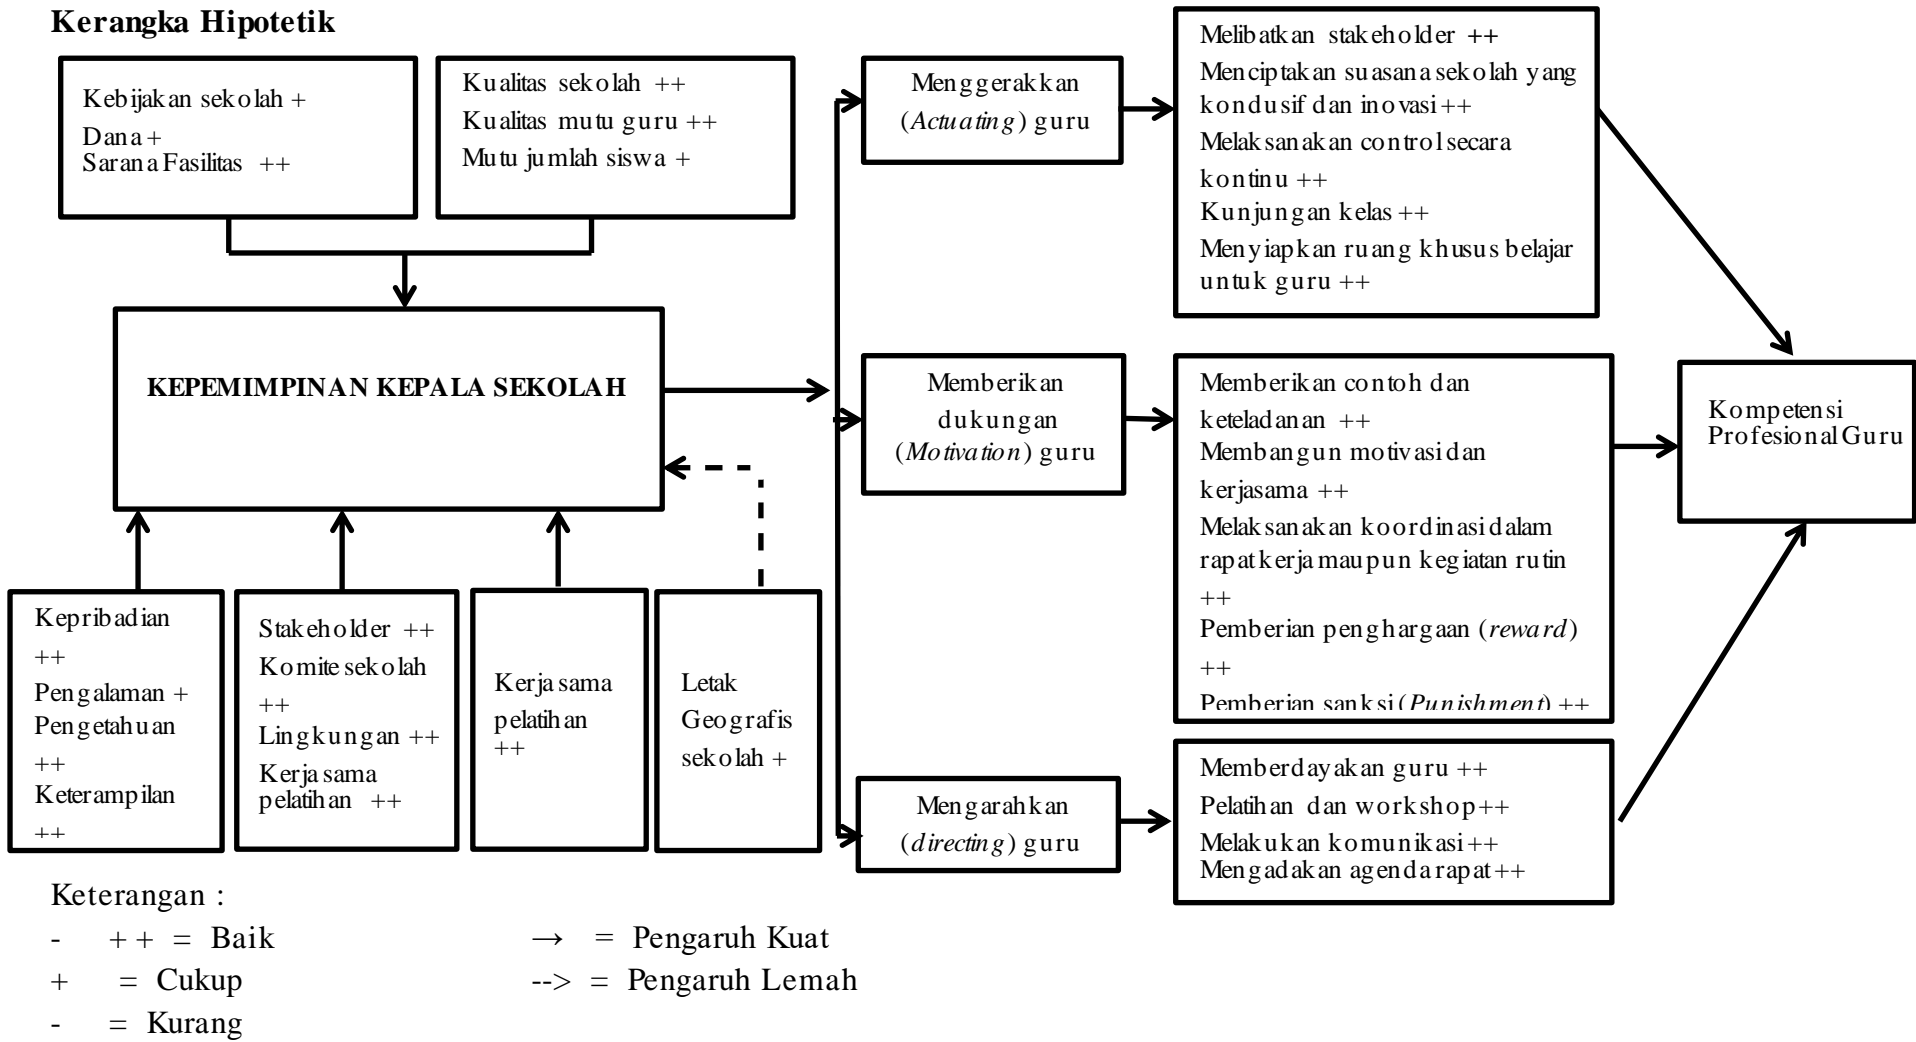 Kerangka Hipotetik
Kebijakan sekolah +
Dana +
Sarana Fasilitas ++
Kualitas sekolah ++
Kualitas mutu guru ++
Mutu jumlah siswa +
KEPEMIMPINAN KEPALA SEKOLAH
Kepribadian
++
Pengalaman +
Pengetahuan
++
Keterampilan
++
Stakeholder ++
Komite sekolah
++
Lingkungan ++
Kerja sama
pelatihan ++
Kerja sama
pelatihan
++
Letak
Geografis
sekolah +
Menggerakkan
(Actuating) guru
Memberikan
dukungan
(Motivation) guru
Mengarahkan
(directing) guru
Melibatkan stakeholder ++
Menciptakan suasana sekolah yang
kondusif dan inovasi ++
Melaksanakan control secara
kontinu ++
Kunjungan kelas ++
Menyiapkan ruang khusus belajar
untuk guru ++
Memberikan contoh dan
keteladanan ++
Membangun motivasi dan
kerjasama ++
Melaksanakan koordinasi dalam
rapat kerja maupun kegiatan rutin
++
Pemberian penghargaan (reward)
++
Pemberian sanksi (Punishment) ++
Memberdayakan guru ++
Pelatihan dan workshop ++
Melakukan komunikasi ++
Mengadakan agenda rapat ++
Kompetensi
Profesional Guru
Keterangan :
- + + = Baik
+ = Cukup
- = Kurang
→ = Pengaruh Kuat
--> = Pengaruh Lemah